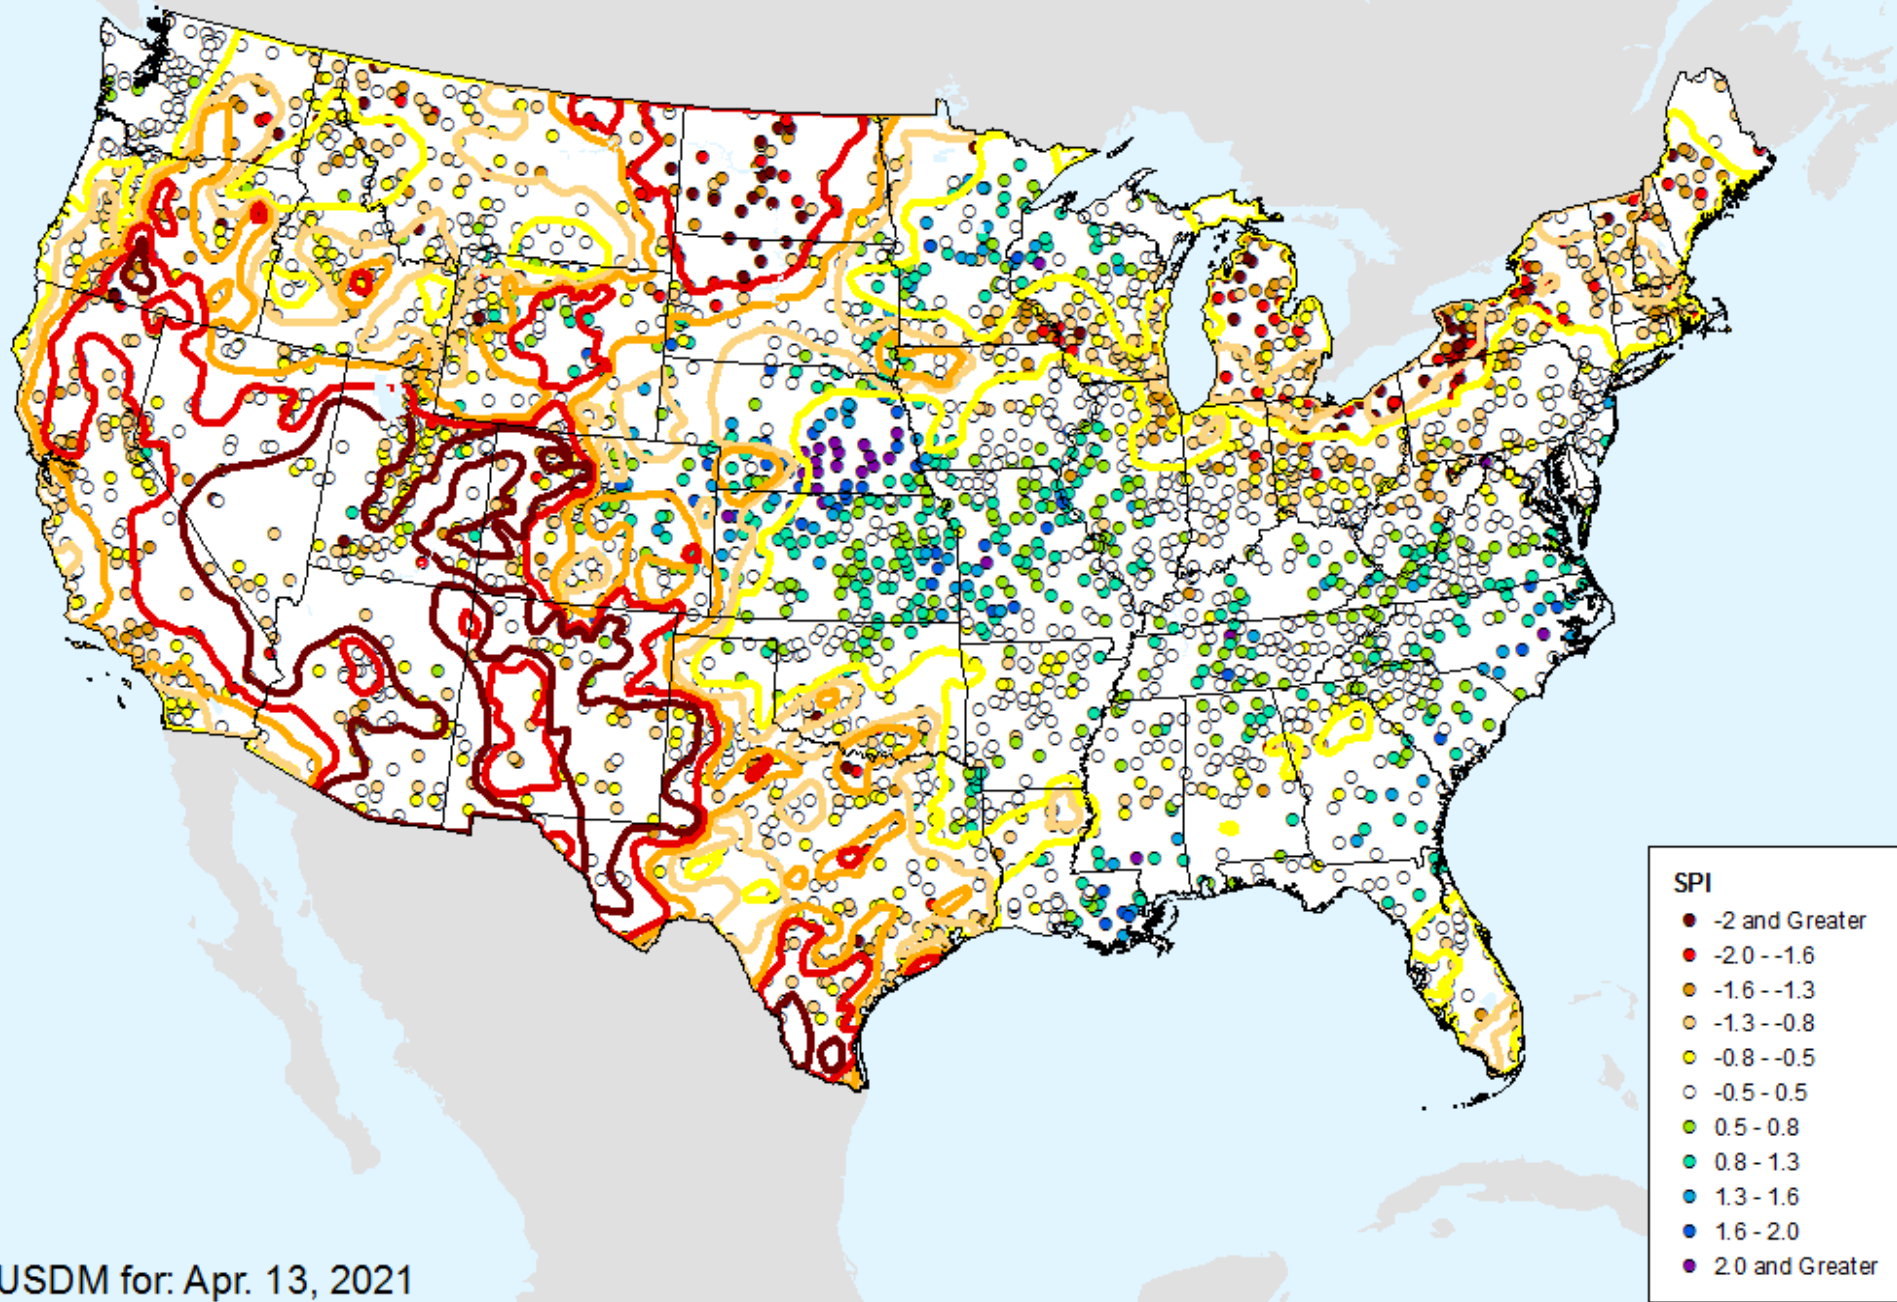 SPI
-2 and Greater
-2.0 - -1.6
-1.6 - -1.3
-1.3 - -0.8
-0.8 - -0.5
-0.5 - 0.5
0.5 - 0.8
0.8 - 1.3
1.3 - 1.6
1.6 - 2.0
2.0 and Greater
USDM for: Apr. 13, 2021